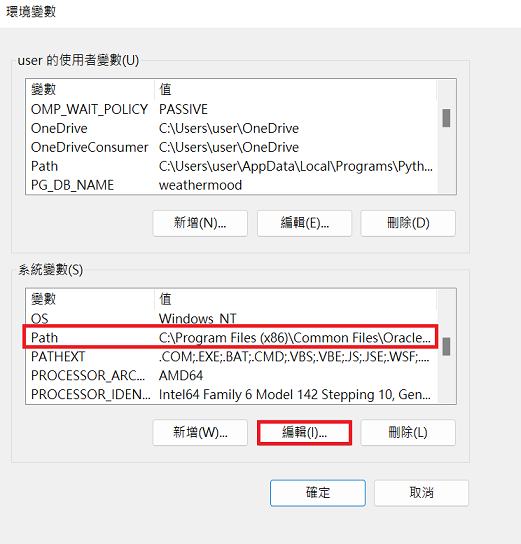 環境變數
user 的使用者變數(U)
變數 值
OMP_WAIT_POLICY PASSIVE
OneDrive C:\Users\user\OneDrive
OneDriveConsumer C:\Users\user\OneDrive
Path C:\Users\user\AppData\Local\Programs\Pyth...
PG_DB_NAME weathermood
新增(N)... 編輯(E)... 刪除(D)
系統變數(S)
變數 值
OS Windows_NT
Path C:\Program Files (x86)\Common Files\Oracle...
PATHEXT .COM;.EXE;.BAT;.CMD;.VBS;.VBE;.JS;.JSE;.WSF;....
PROCESSOR_ARC... AMD64
PROCESSOR_IDEN... Intel64 Family 6 Model 142 Stepping 10, Gen...
新增(W)... 編輯(I)... 刪除(L)
確定 取消